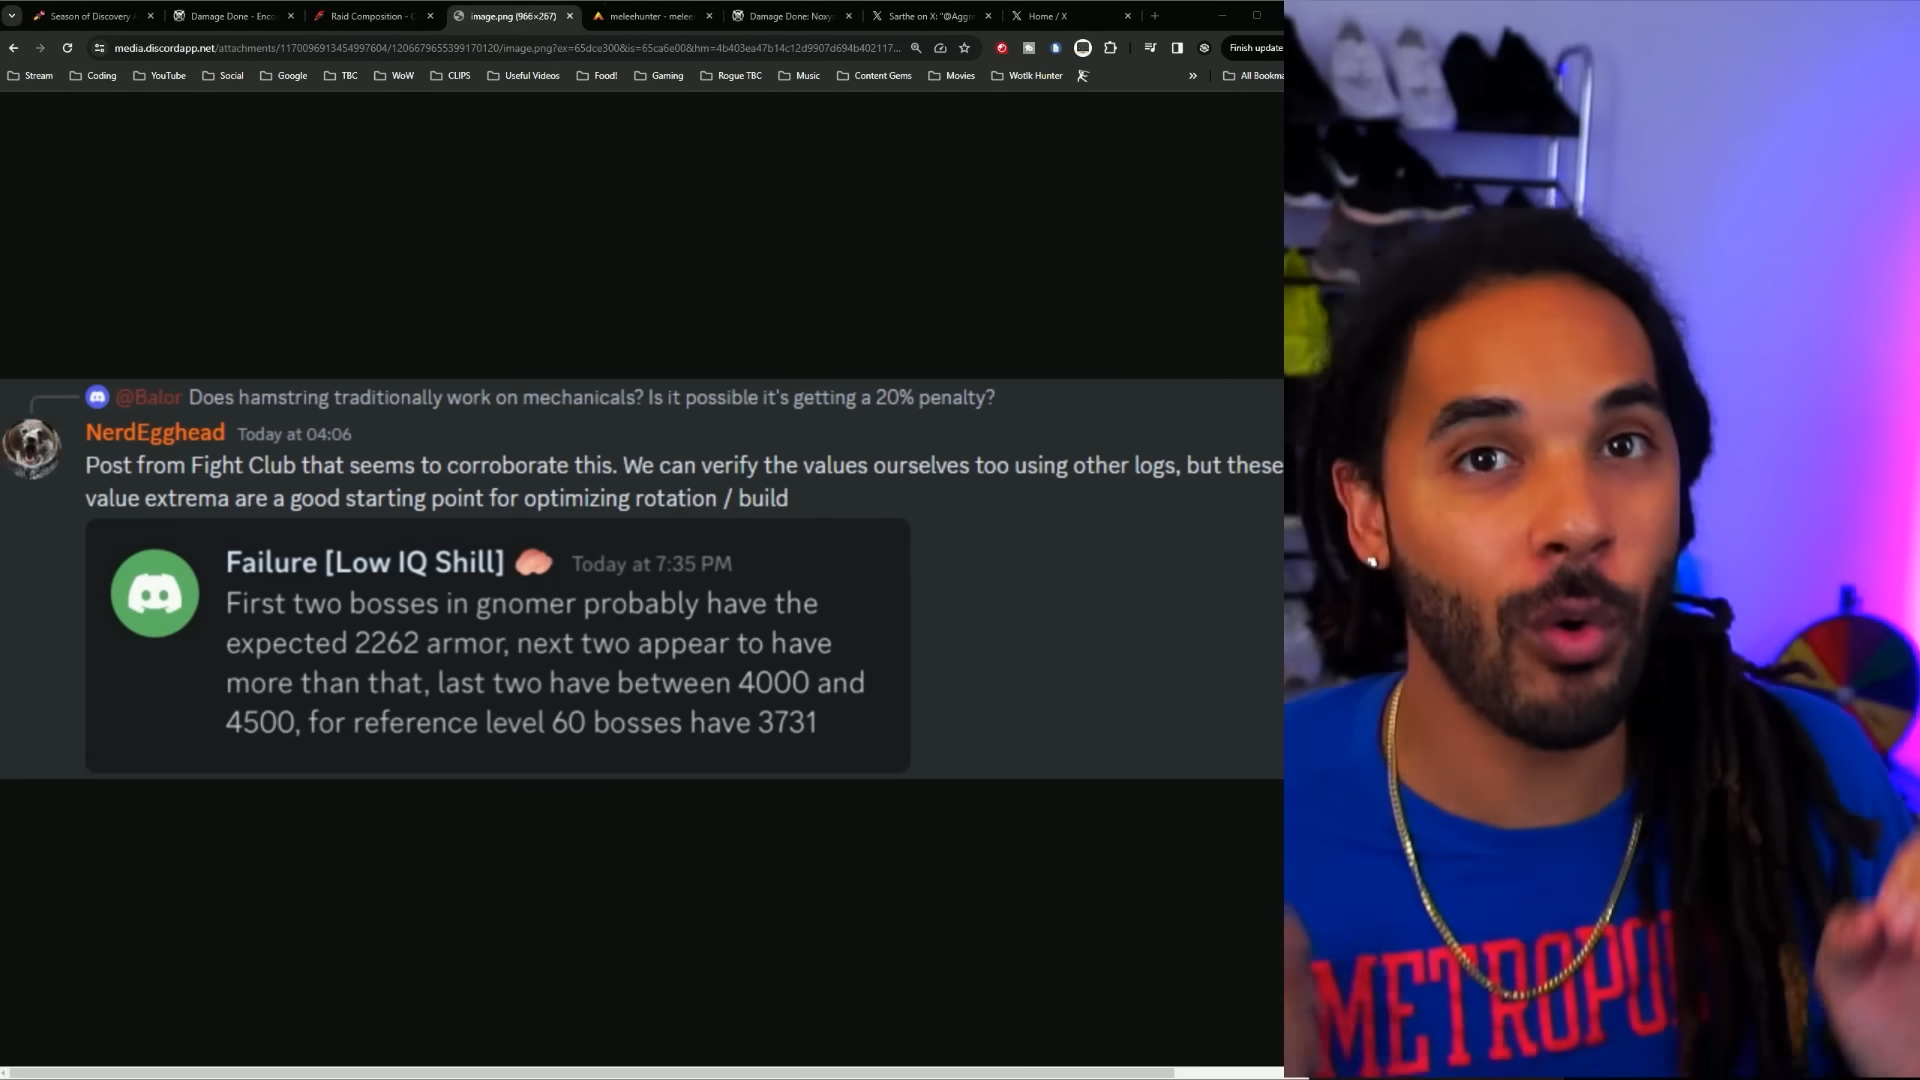 Season of Discovery
Damage Done - Enco
Raid Composition -
image.png (966×267)
meleehunter - melee
Damage Done: Noxy
Sarthe on X: "@Aggr
Home / X
media.discordapp.net/attachments/1170096913454997604/1206679655399170120/image.png?ex=65dce300&is=65ca6e00&hm=4b403ea47b14c12d9907d694b402117...
Finish update
Stream
Coding
YouTube
Social
Google
TBC
WoW
CLIPS
Useful Videos
Food!
Gaming
Rogue TBC
Music
Content Gems
Movies
Wotlk Hunter
»
All Bookma
@Balor Does hamstring traditionally work on mechanicals? Is it possible it's getting a 20% penalty?
NerdEgghead Today at 04:06
Post from Fight Club that seems to corroborate this. We can verify the values ourselves too using other logs, but these
value extrema are a good starting point for optimizing rotation / build
Failure [Low IQ Shill] Today at 7:35 PM
First two bosses in gnomer probably have the
expected 2262 armor, next two appear to have
more than that, last two have between 4000 and
4500, for reference level 60 bosses have 3731
METROPO